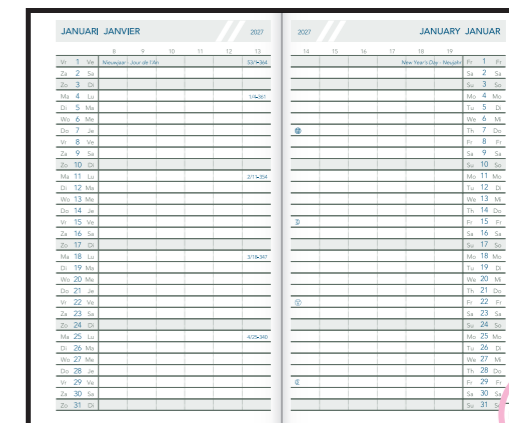 JANUARI JANVIER 2027
8 9 10 11 12 13
Vr 1 Ve Nieuwjaar - Jour de l'An 53/1-364
Za 2 Sa
Zo 3 Di
Ma 4 Lu 1/4-361
Di 5 Ma
Wo 6 Me
Do 7 Je
Vr 8 Ve
Za 9 Sa
Zo 10 Di
Ma 11 Lu 2/11-354
Di 12 Ma
Wo 13 Me
Do 14 Je
Vr 15 Ve
Za 16 Sa
Zo 17 Di
Ma 18 Lu 3/18-347
Di 19 Ma
Wo 20 Me
Do 21 Je
Vr 22 Ve
Za 23 Sa
Zo 24 Di
Ma 25 Lu 4/25-340
Di 26 Ma
Wo 27 Me
Do 28 Je
Vr 29 Ve
Za 30 Sa
Zo 31 Di
2027 JANUARY JANUAR
14 15 16 17 18 19
New Year's Day - Neujahr Fr 1 Fr
Sa 2 Sa
Su 3 So
Mo 4 Mo
Tu 5 Di
We 6 Mi
Th 7 Do
Fr 8 Fr
Sa 9 Sa
Su 10 So
Mo 11 Mo
Tu 12 Di
We 13 Mi
Th 14 Do
Fr 15 Fr
Sa 16 Sa
Su 17 So
Mo 18 Mo
Tu 19 Di
We 20 Mi
Th 21 Do
Fr 22 Fr
Sa 23 Sa
Su 24 So
Mo 25 Mo
Tu 26 Di
We 27 Mi
Th 28 Do
Fr 29 Fr
Sa 30 Sa
Su 31